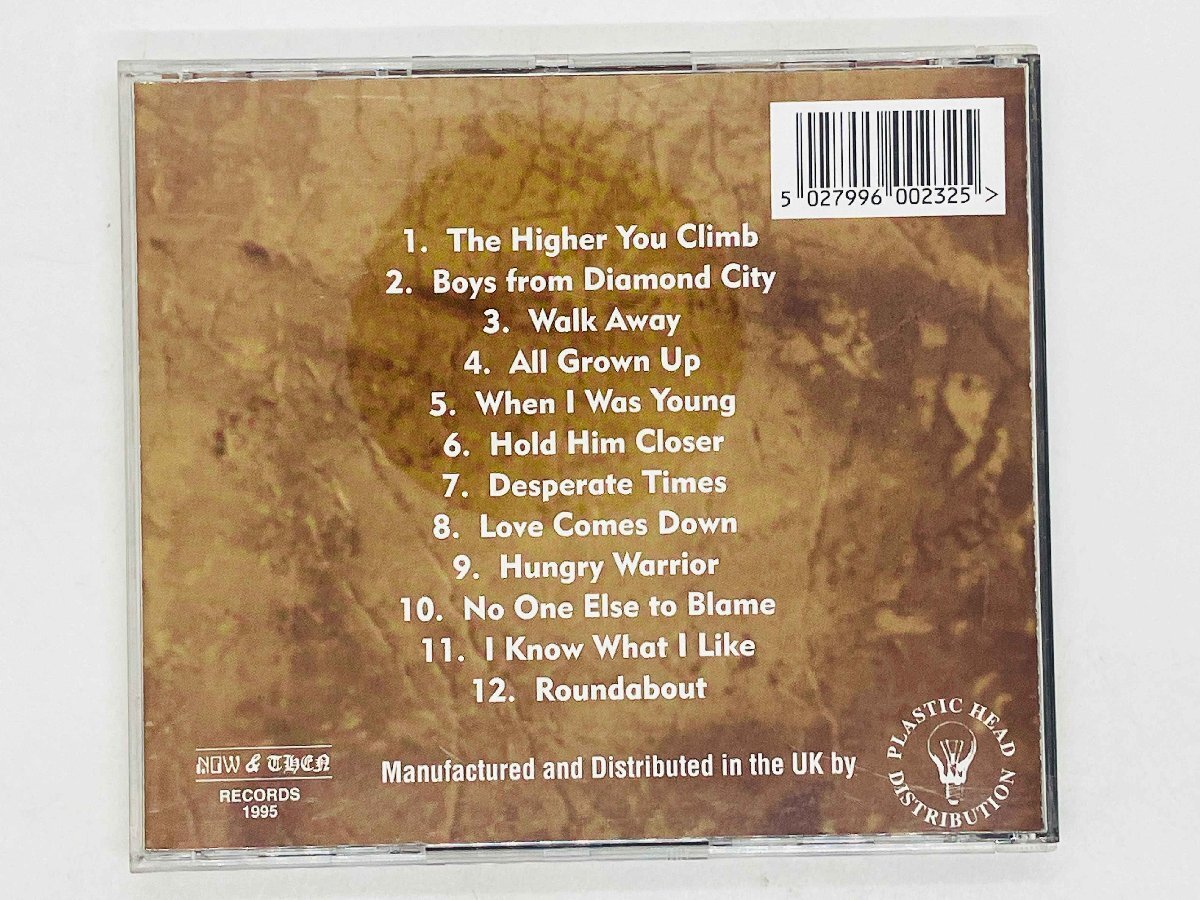 5 027996 002325 >
1. The Higher You Climb
2. Boys from Diamond City
3. Walk Away
4. All Grown Up
5. When I Was Young
6. Hold Him Closer
7. Desperate Times
8. Love Comes Down
9. Hungry Warrior
10. No One Else to Blame
11. I Know What I Like
12. Roundabout
NOW & THEN
RECORDS
1995
Manufactured and Distributed in the UK by
PLASTIC HEAD
DISTRIBUTION